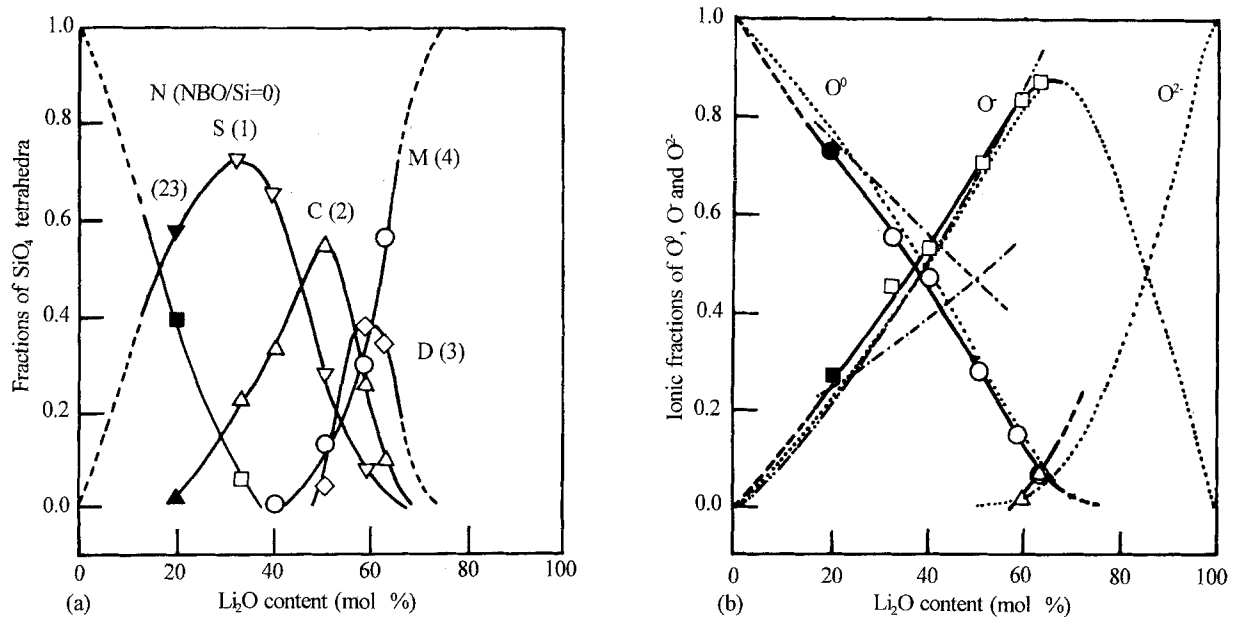 1.0
0.8
0.6
0.4
0.2
0.0
Fractions of SiO₄ tetrahedra
N (NBO/Si=0)
S (1)
(23)
C (2)
M (4)
D (3)
0 20 40 60 80 100
(a) Li₂O content (mol %)
1.0
0.8
0.6
0.4
0.2
0.0
Ionic fractions of O⁰, O⁻ and O²⁻
O⁰
O⁻
O²⁻
0 20 40 60 80 100
(b) Li₂O content (mol %)